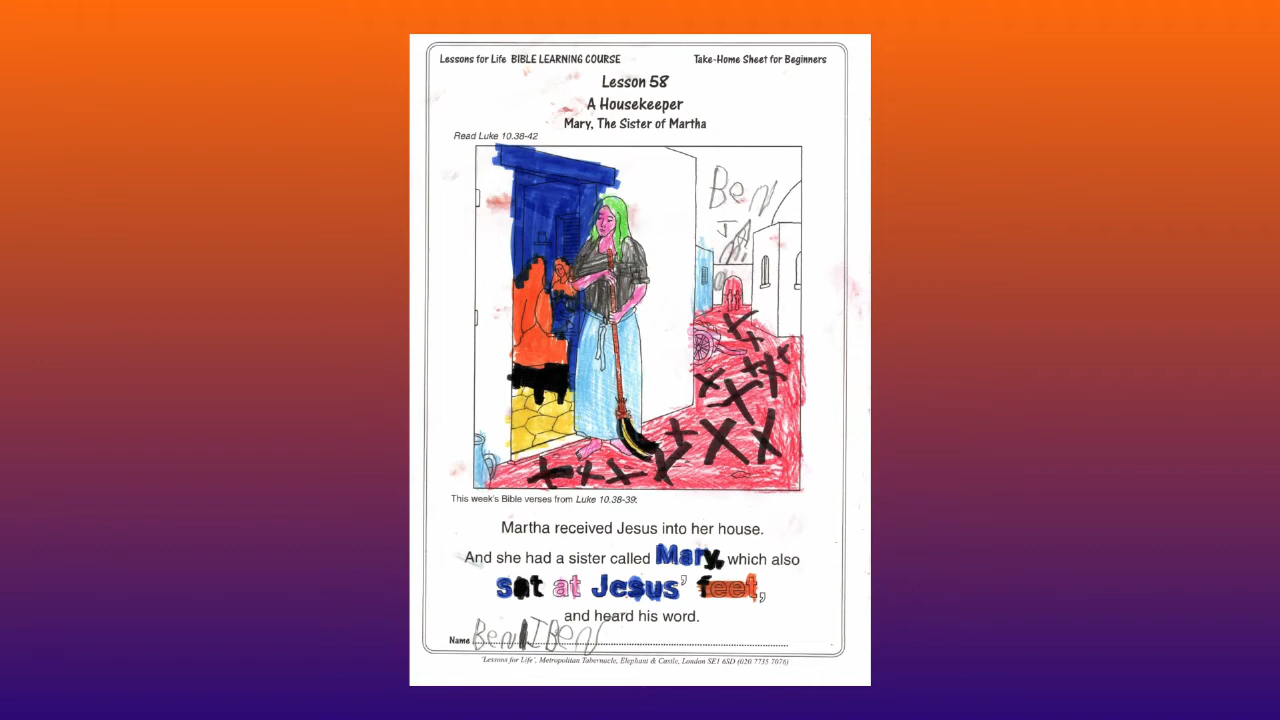 Lessons for Life BIBLE LEARNING COURSE Take-Home Sheet for Beginners
Lesson 58
A Housekeeper
Mary, The Sister of Martha
Read Luke 10.38-42
Ben
This week's Bible verses from Luke 10.38-39:
Martha received Jesus into her house.
And she had a sister called Mary, which also
sat at Jesus' feet,
and heard his word.
Name
'Lessons for Life', Metropolitan Tabernacle, Elephant & Castle, London SE1 6SD (020 7735 7076)